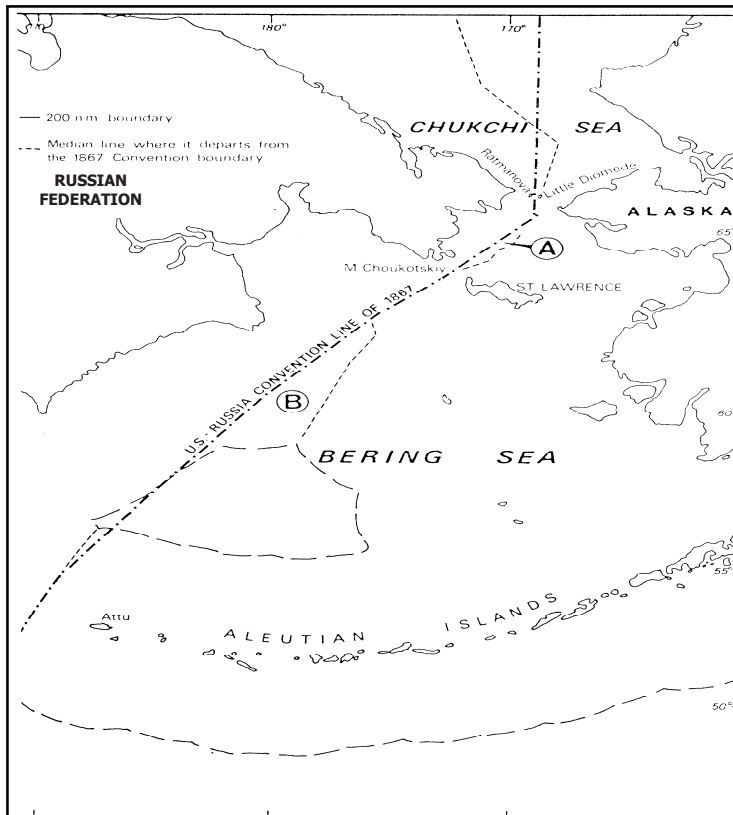 180°
170°
200 n.m. boundary
Median line where it departs from
the 1867 Convention boundary
RUSSIAN
FEDERATION
CHUKCHI SEA
Ratmanova
Little Diomede
ALASKA
65°
A
M. Choukotskiy
ST LAWRENCE
U.S.-RUSSIA CONVENTION LINE OF 1867
B
BERING SEA
55°
Attu
ALEUTIAN ISLANDS
50°